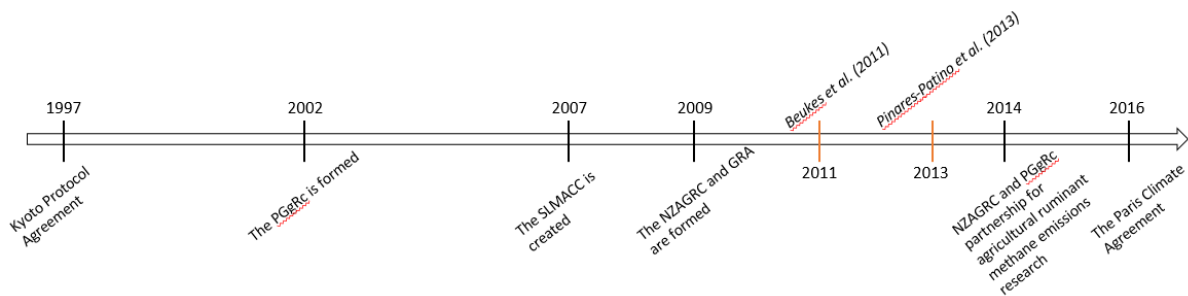 Beukes et al. (2011)
Pinares-Patino et al. (2013)
1997
2002
2007
2009
2014
2016
2011
2013
Kyoto Protocol
Agreement
The PGgRc is formed
The SLMACC is
created
The NZAGRC and GRA
are formed
NZAGRC and PGgRc
partnership for
agricultural ruminant
methane emissions
research
The Paris Climate
Agreement